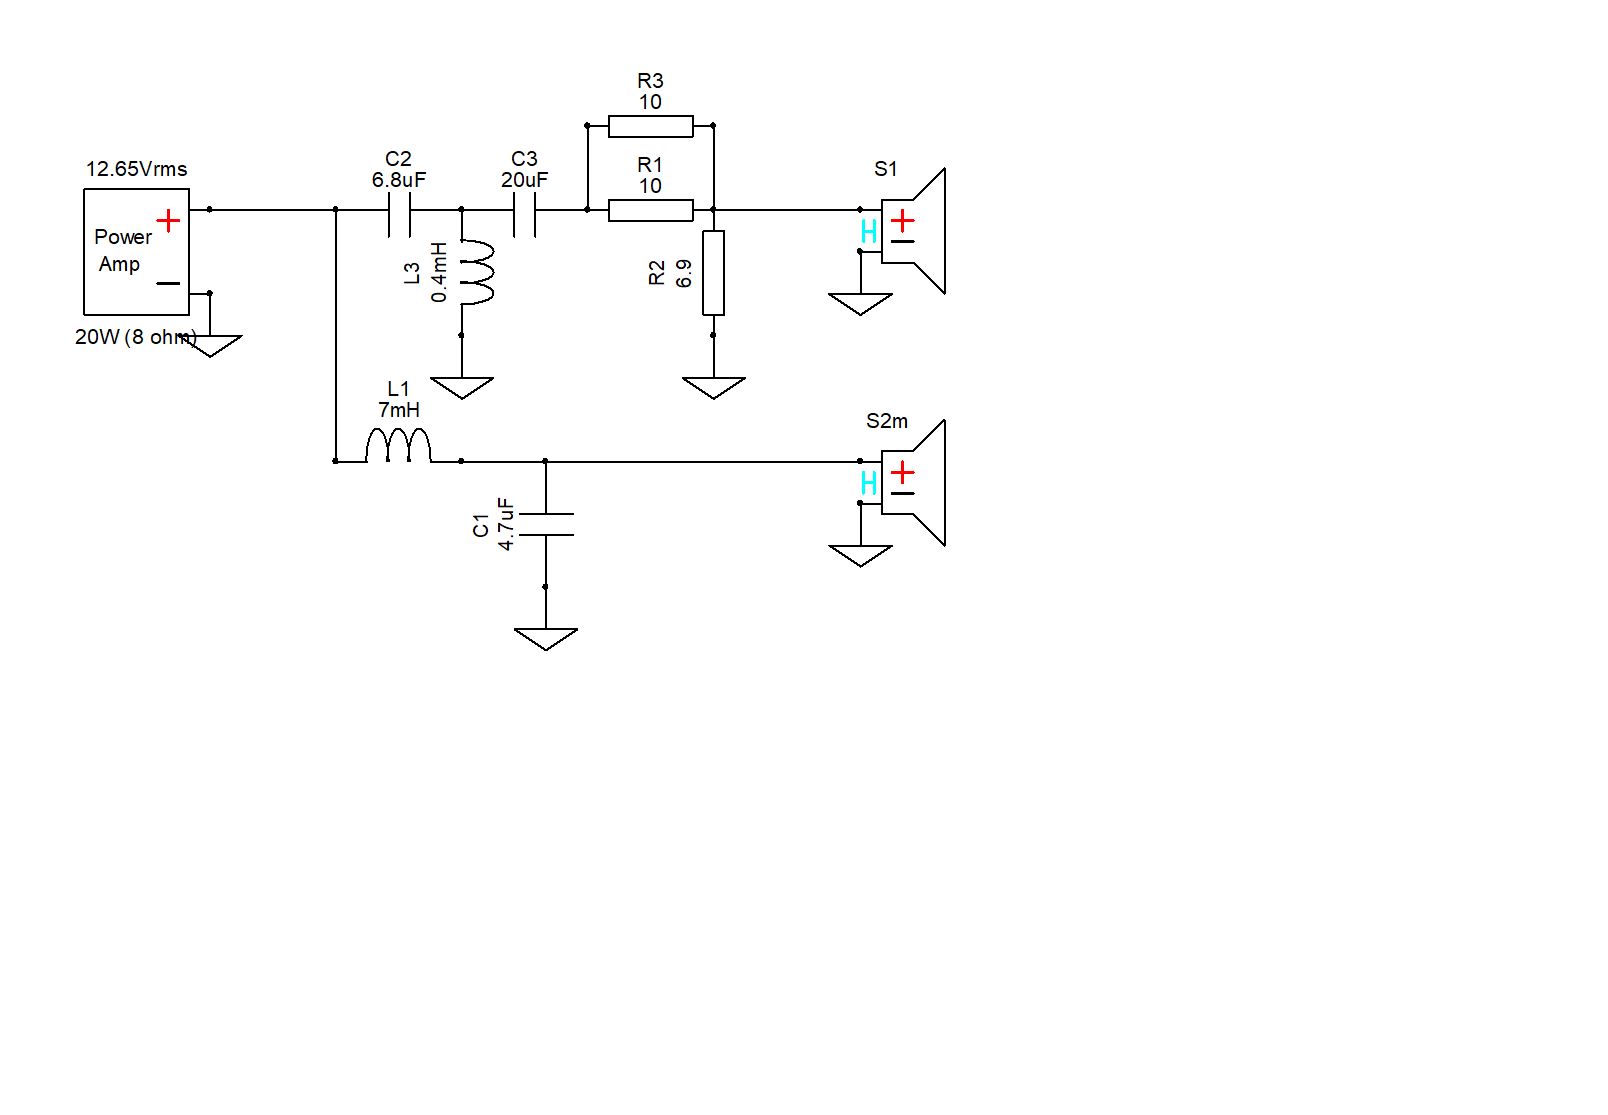 R3
10
12.65Vrms
C2
6.8uF
C3
20uF
R1
10
S1
+
Power
Amp
−
H
+
−
L3
0.4mH
R2
6.9
20W (8 ohm)
L1
7mH
S2m
H
+
−
C1
4.7uF